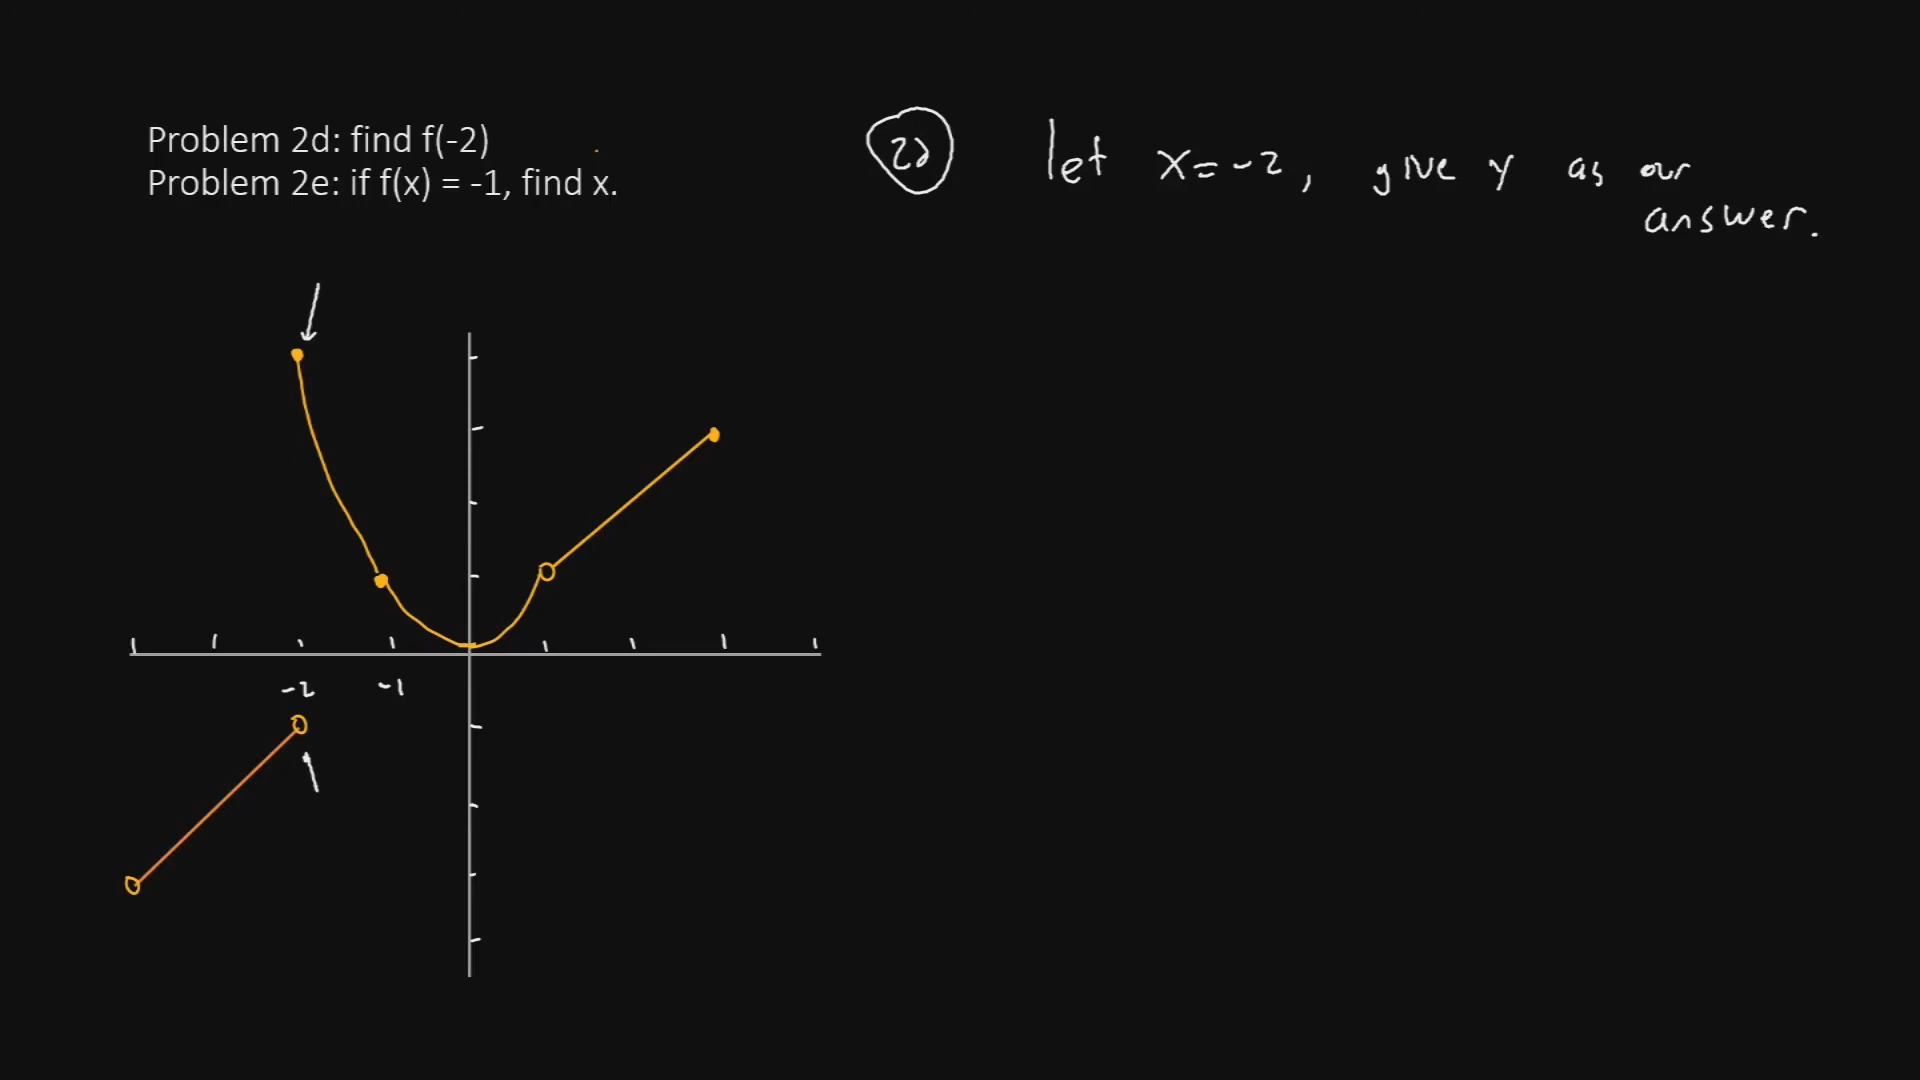 Problem 2d: find f(-2)
Problem 2e: if f(x) = -1, find x.
2d let x=-2, give y as our
answer.
-2 -1